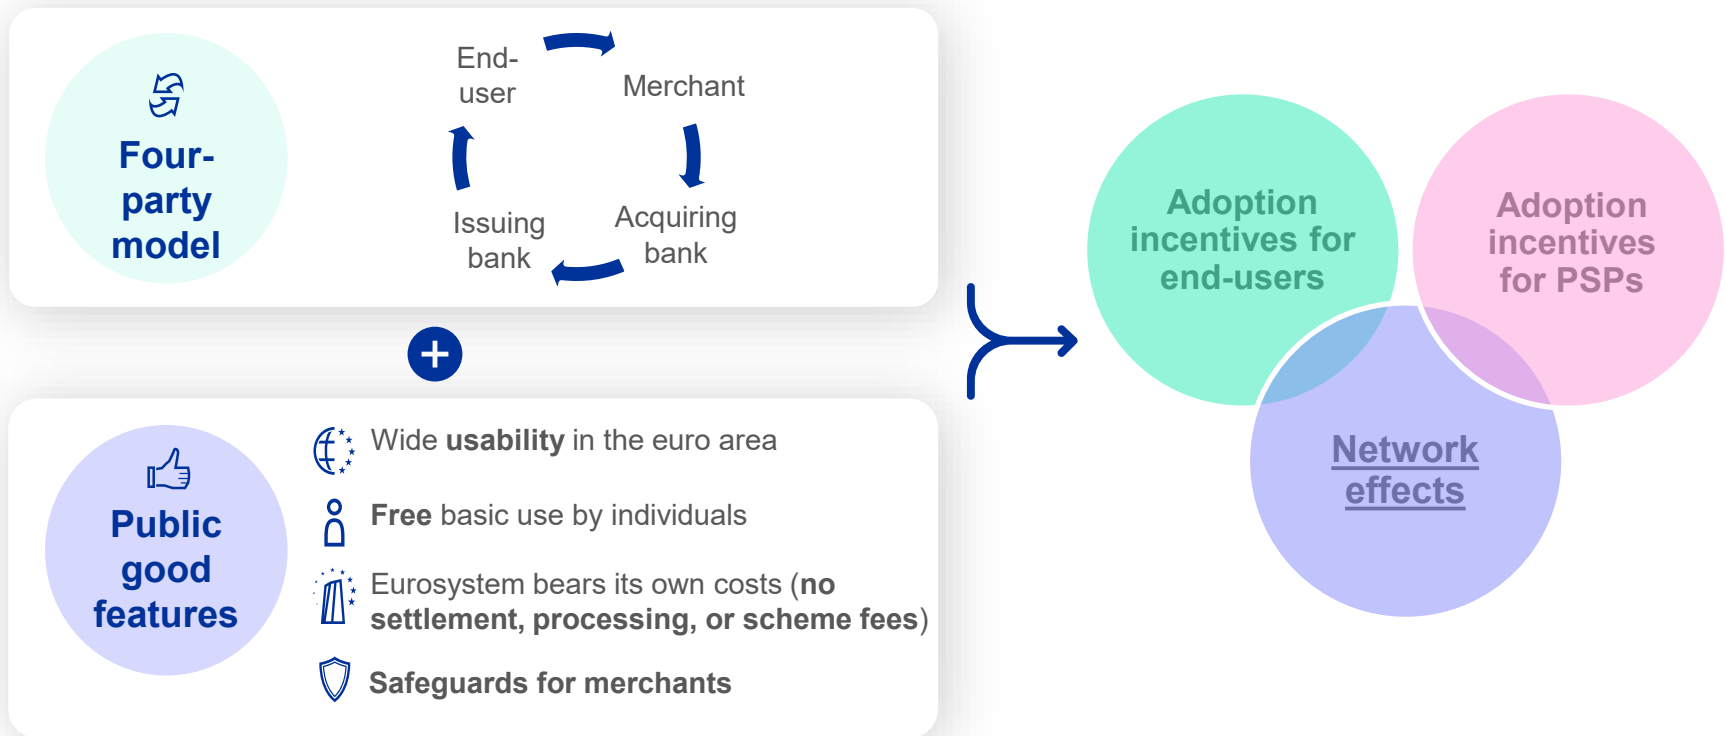 Four-
party
model
End-
user
Merchant
Acquiring
bank
Issuing
bank
Public
good
features
Wide usability in the euro area
Free basic use by individuals
Eurosystem bears its own costs (no
settlement, processing, or scheme fees)
Safeguards for merchants
Adoption
incentives for
end-users
Adoption
incentives
for PSPs
Network
effects